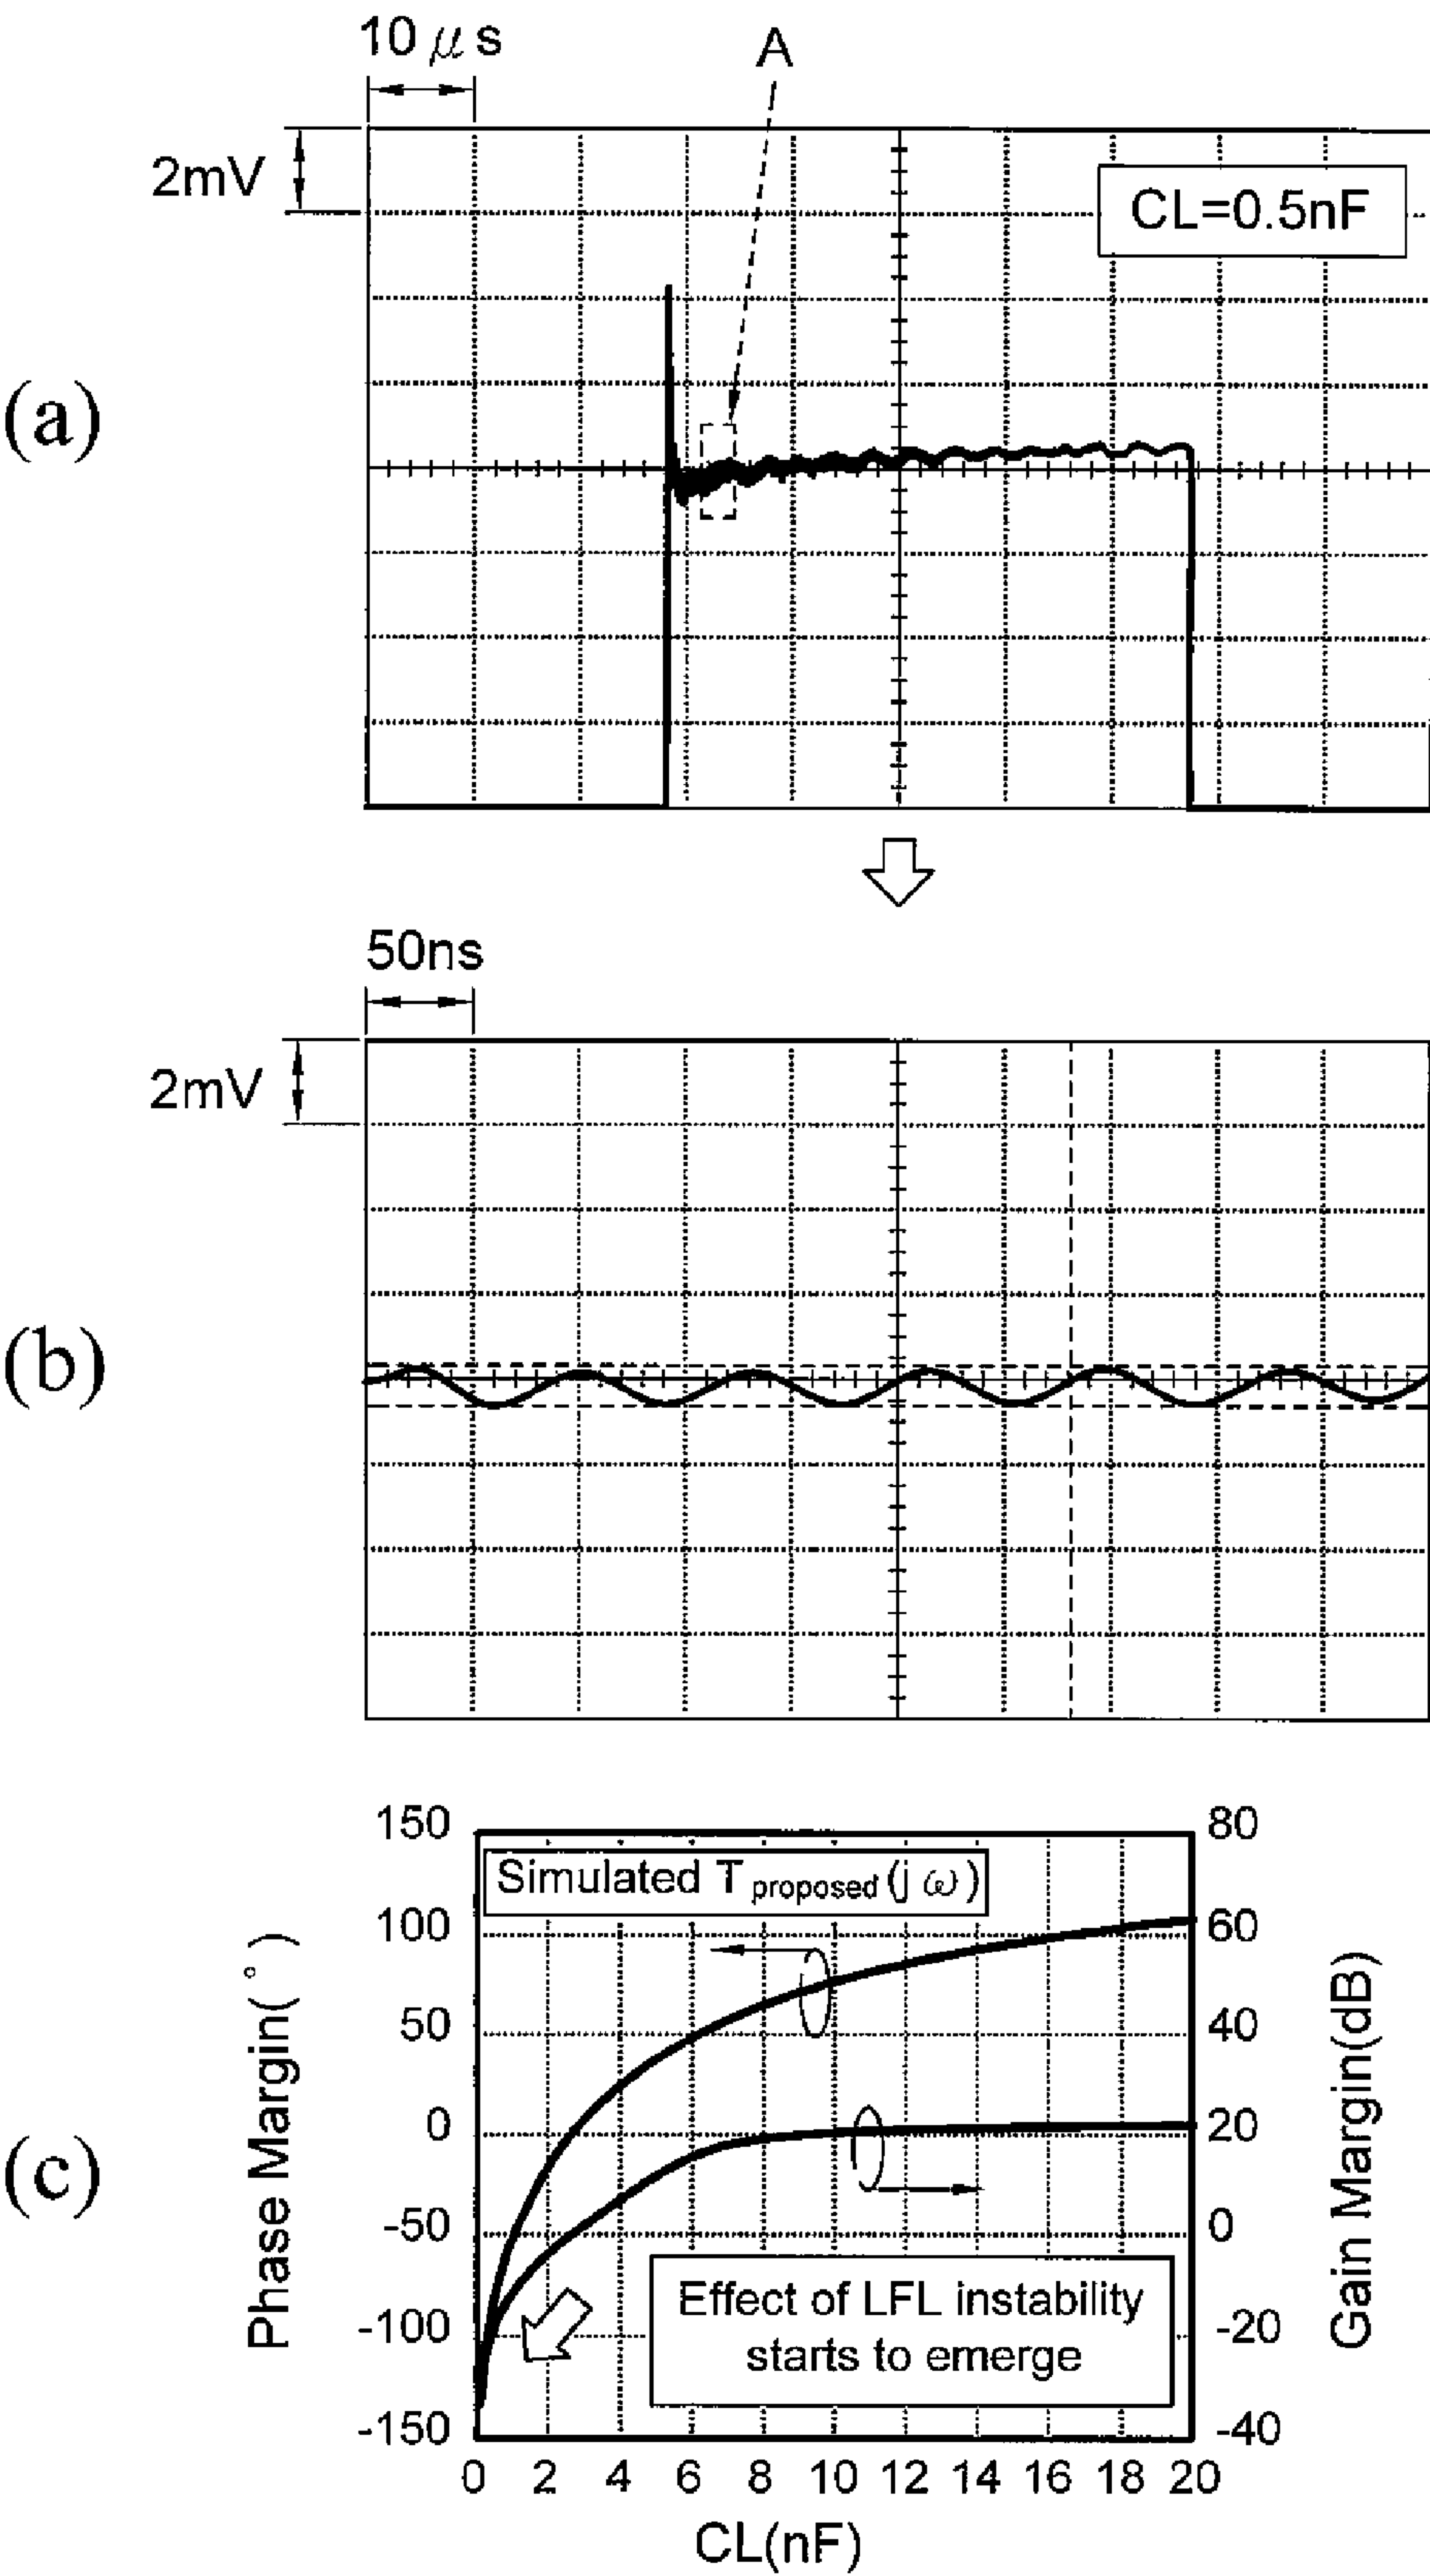 10μs
A
2mV
CL=0.5nF
(a)
50ns
2mV
(b)
150
100
50
0
-50
-100
-150
Phase Margin(°)
Simulated T proposed (jω)
80
60
40
20
0
-20
-40
Gain Margin(dB)
Effect of LFL instability
starts to emerge
(c)
0 2 4 6 8 10 12 14 16 18 20
CL(nF)